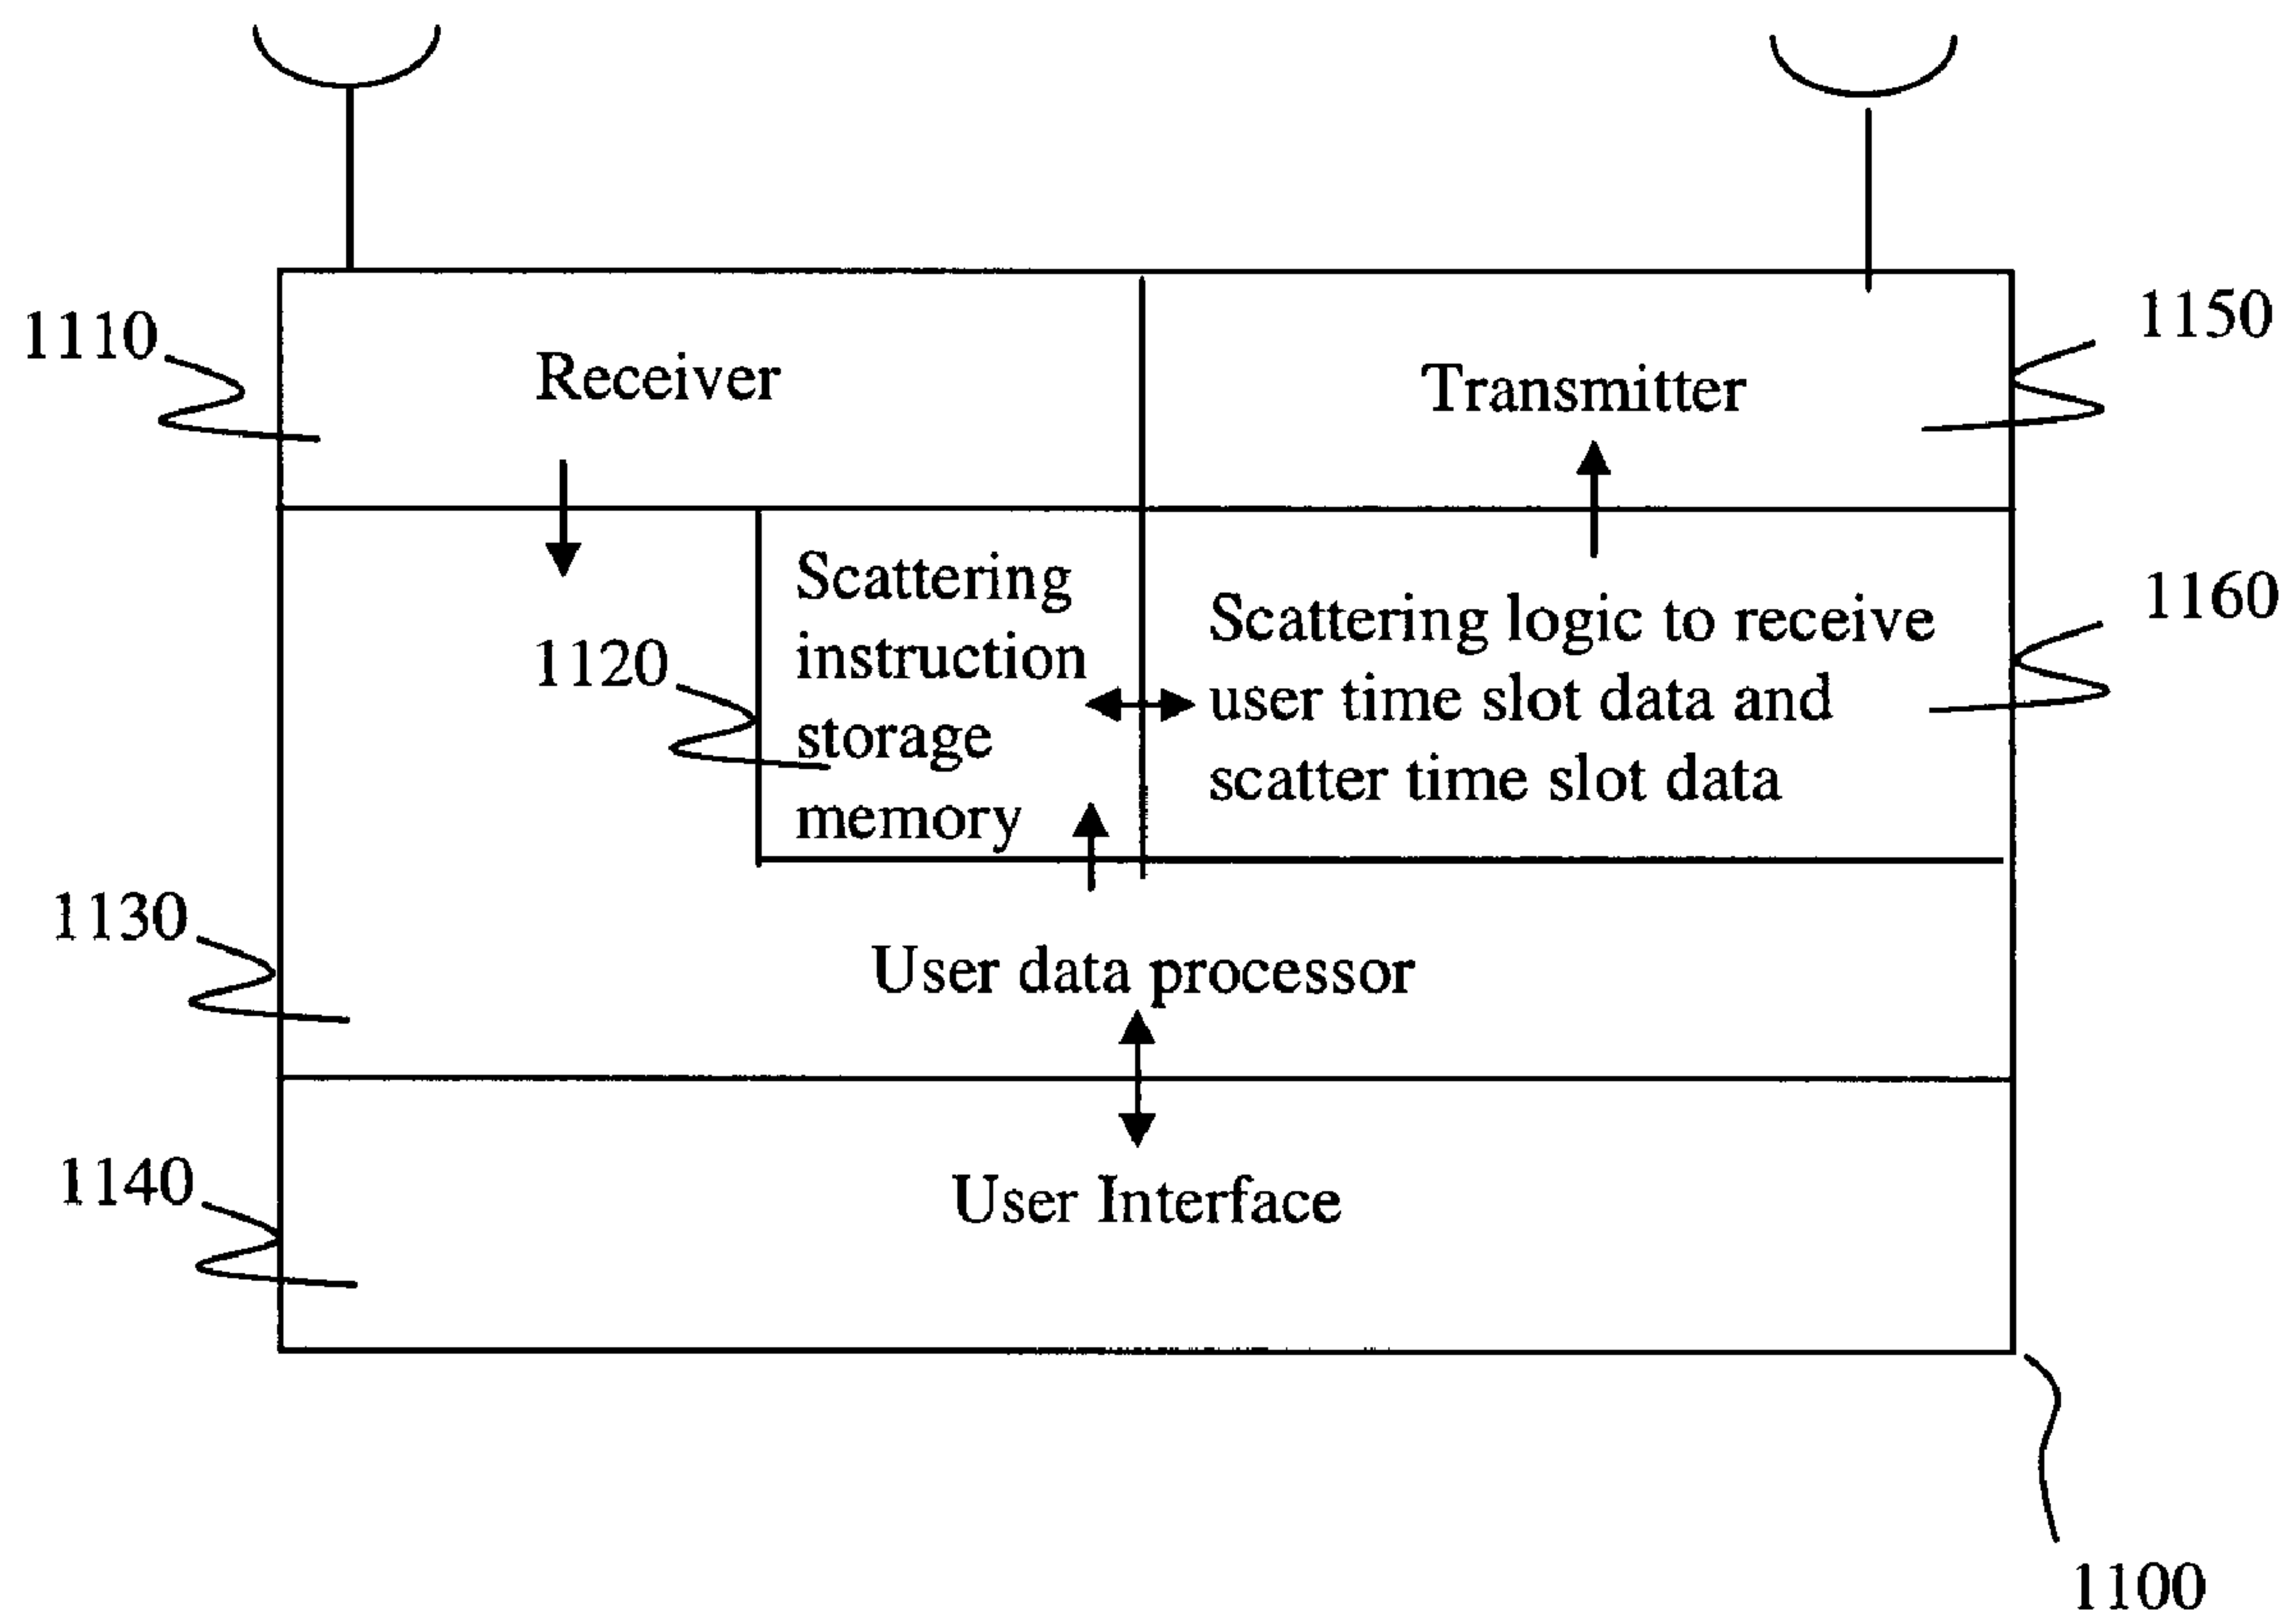 1110
Receiver
Transmitter
1150
1120
Scattering
instruction
storage
memory
Scattering logic to receive
user time slot data and
scatter time slot data
1160
1130
User data processor
1140
User Interface
1100